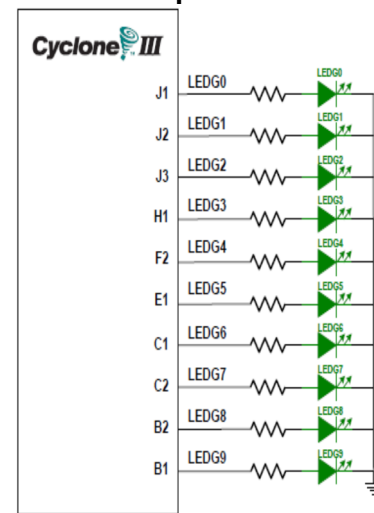 Cyclone III
LEDG0
J1 LEDG0
LEDG1
J2 LEDG1
LEDG2
J3 LEDG2
LEDG3
H1 LEDG3
LEDG4
F2 LEDG4
LEDG5
E1 LEDG5
LEDG6
C1 LEDG6
LEDG7
C2 LEDG7
LEDG8
B2 LEDG8
LEDG9
B1 LEDG9